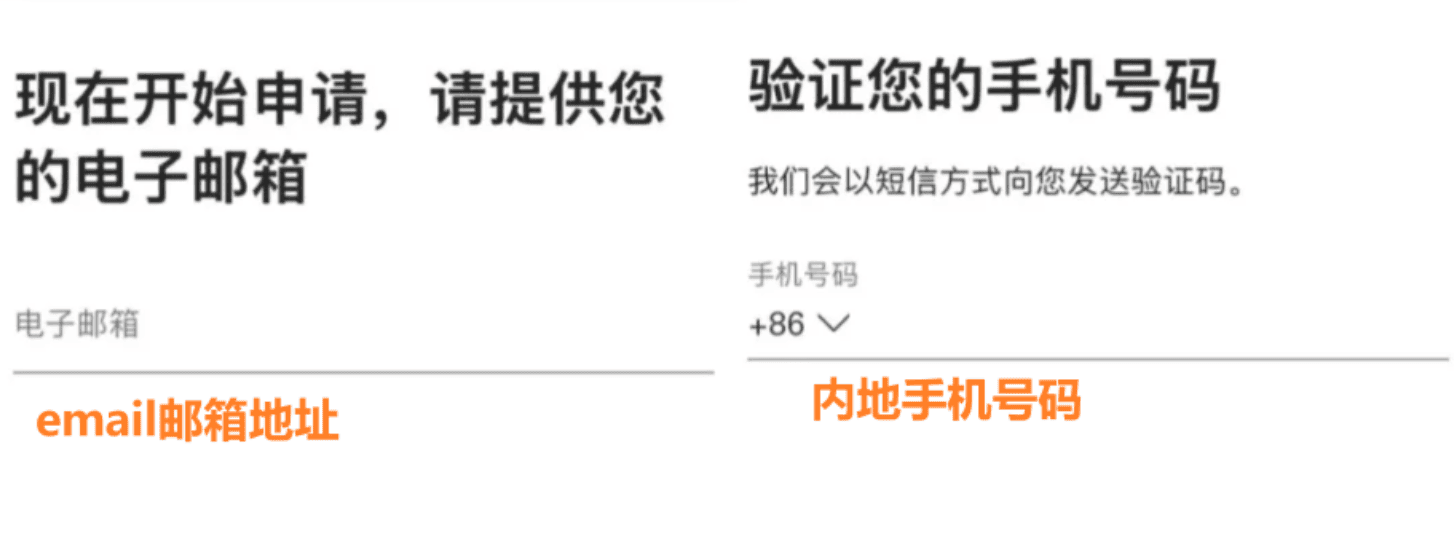 现在开始申请，请提供您
的电子邮箱
电子邮箱
email邮箱地址
验证您的手机号码
我们会以短信方式向您发送验证码。
手机号码
+86
内地手机号码